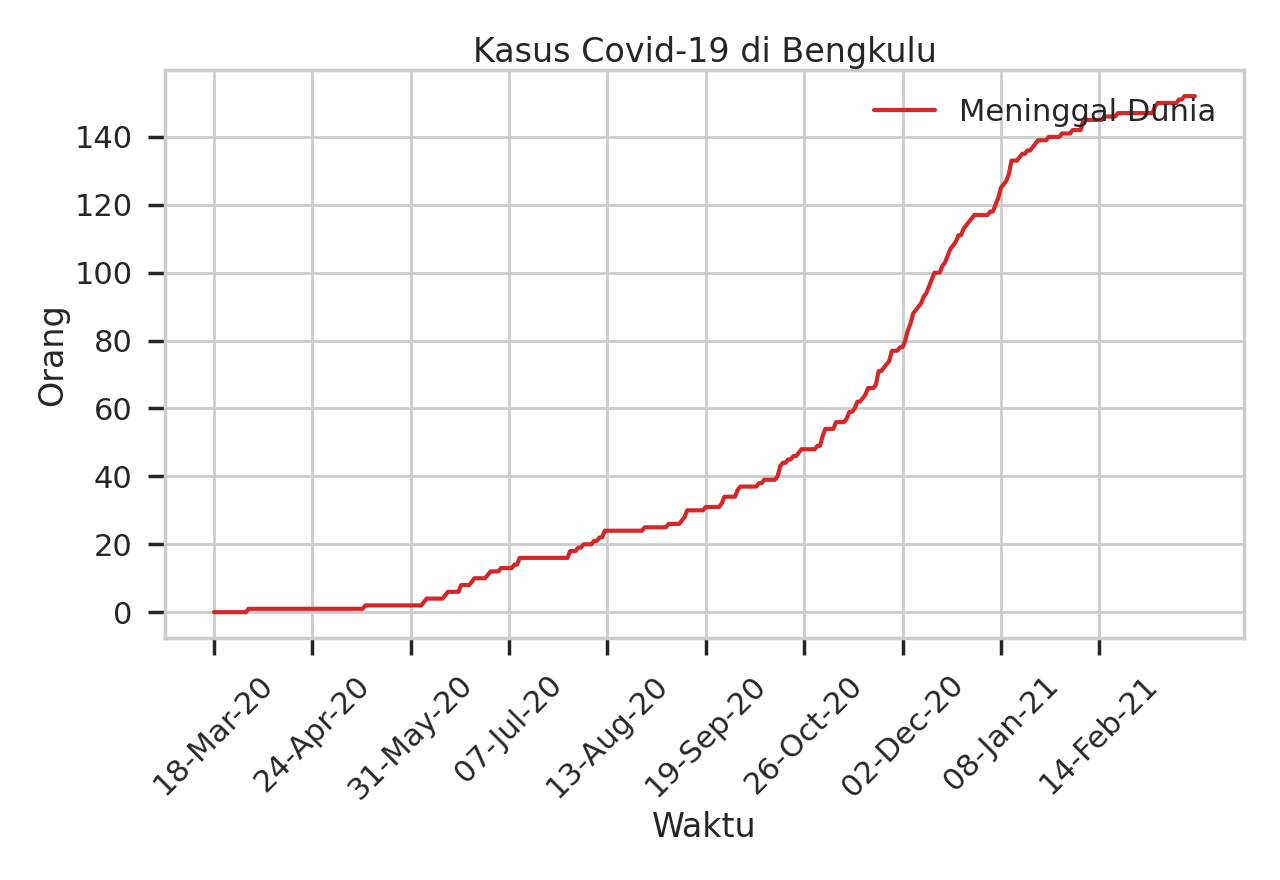 Kasus Covid-19 di Bengkulu
Meninggal Dunia
Orang
140
120
100
80
60
40
20
0
18-Mar-20
24-Apr-20
31-May-20
07-Jul-20
13-Aug-20
19-Sep-20
26-Oct-20
02-Dec-20
08-Jan-21
14-Feb-21
Waktu